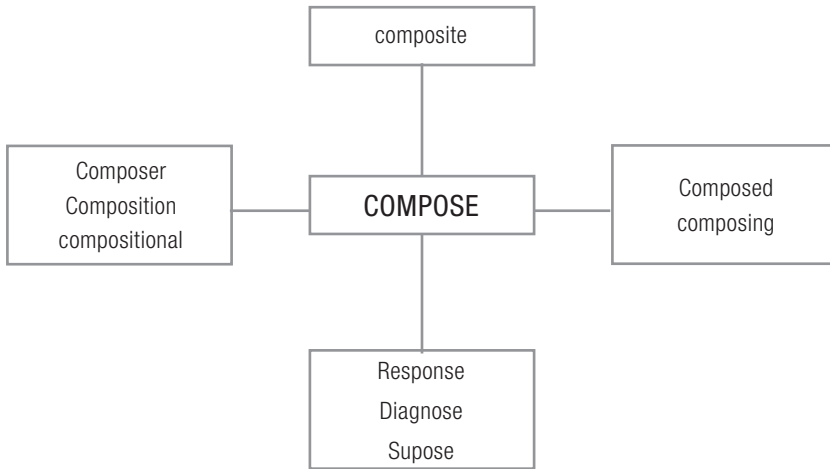 composite
Composer
Composition
compositional
COMPOSE
Composed
composing
Response
Diagnose
Supose